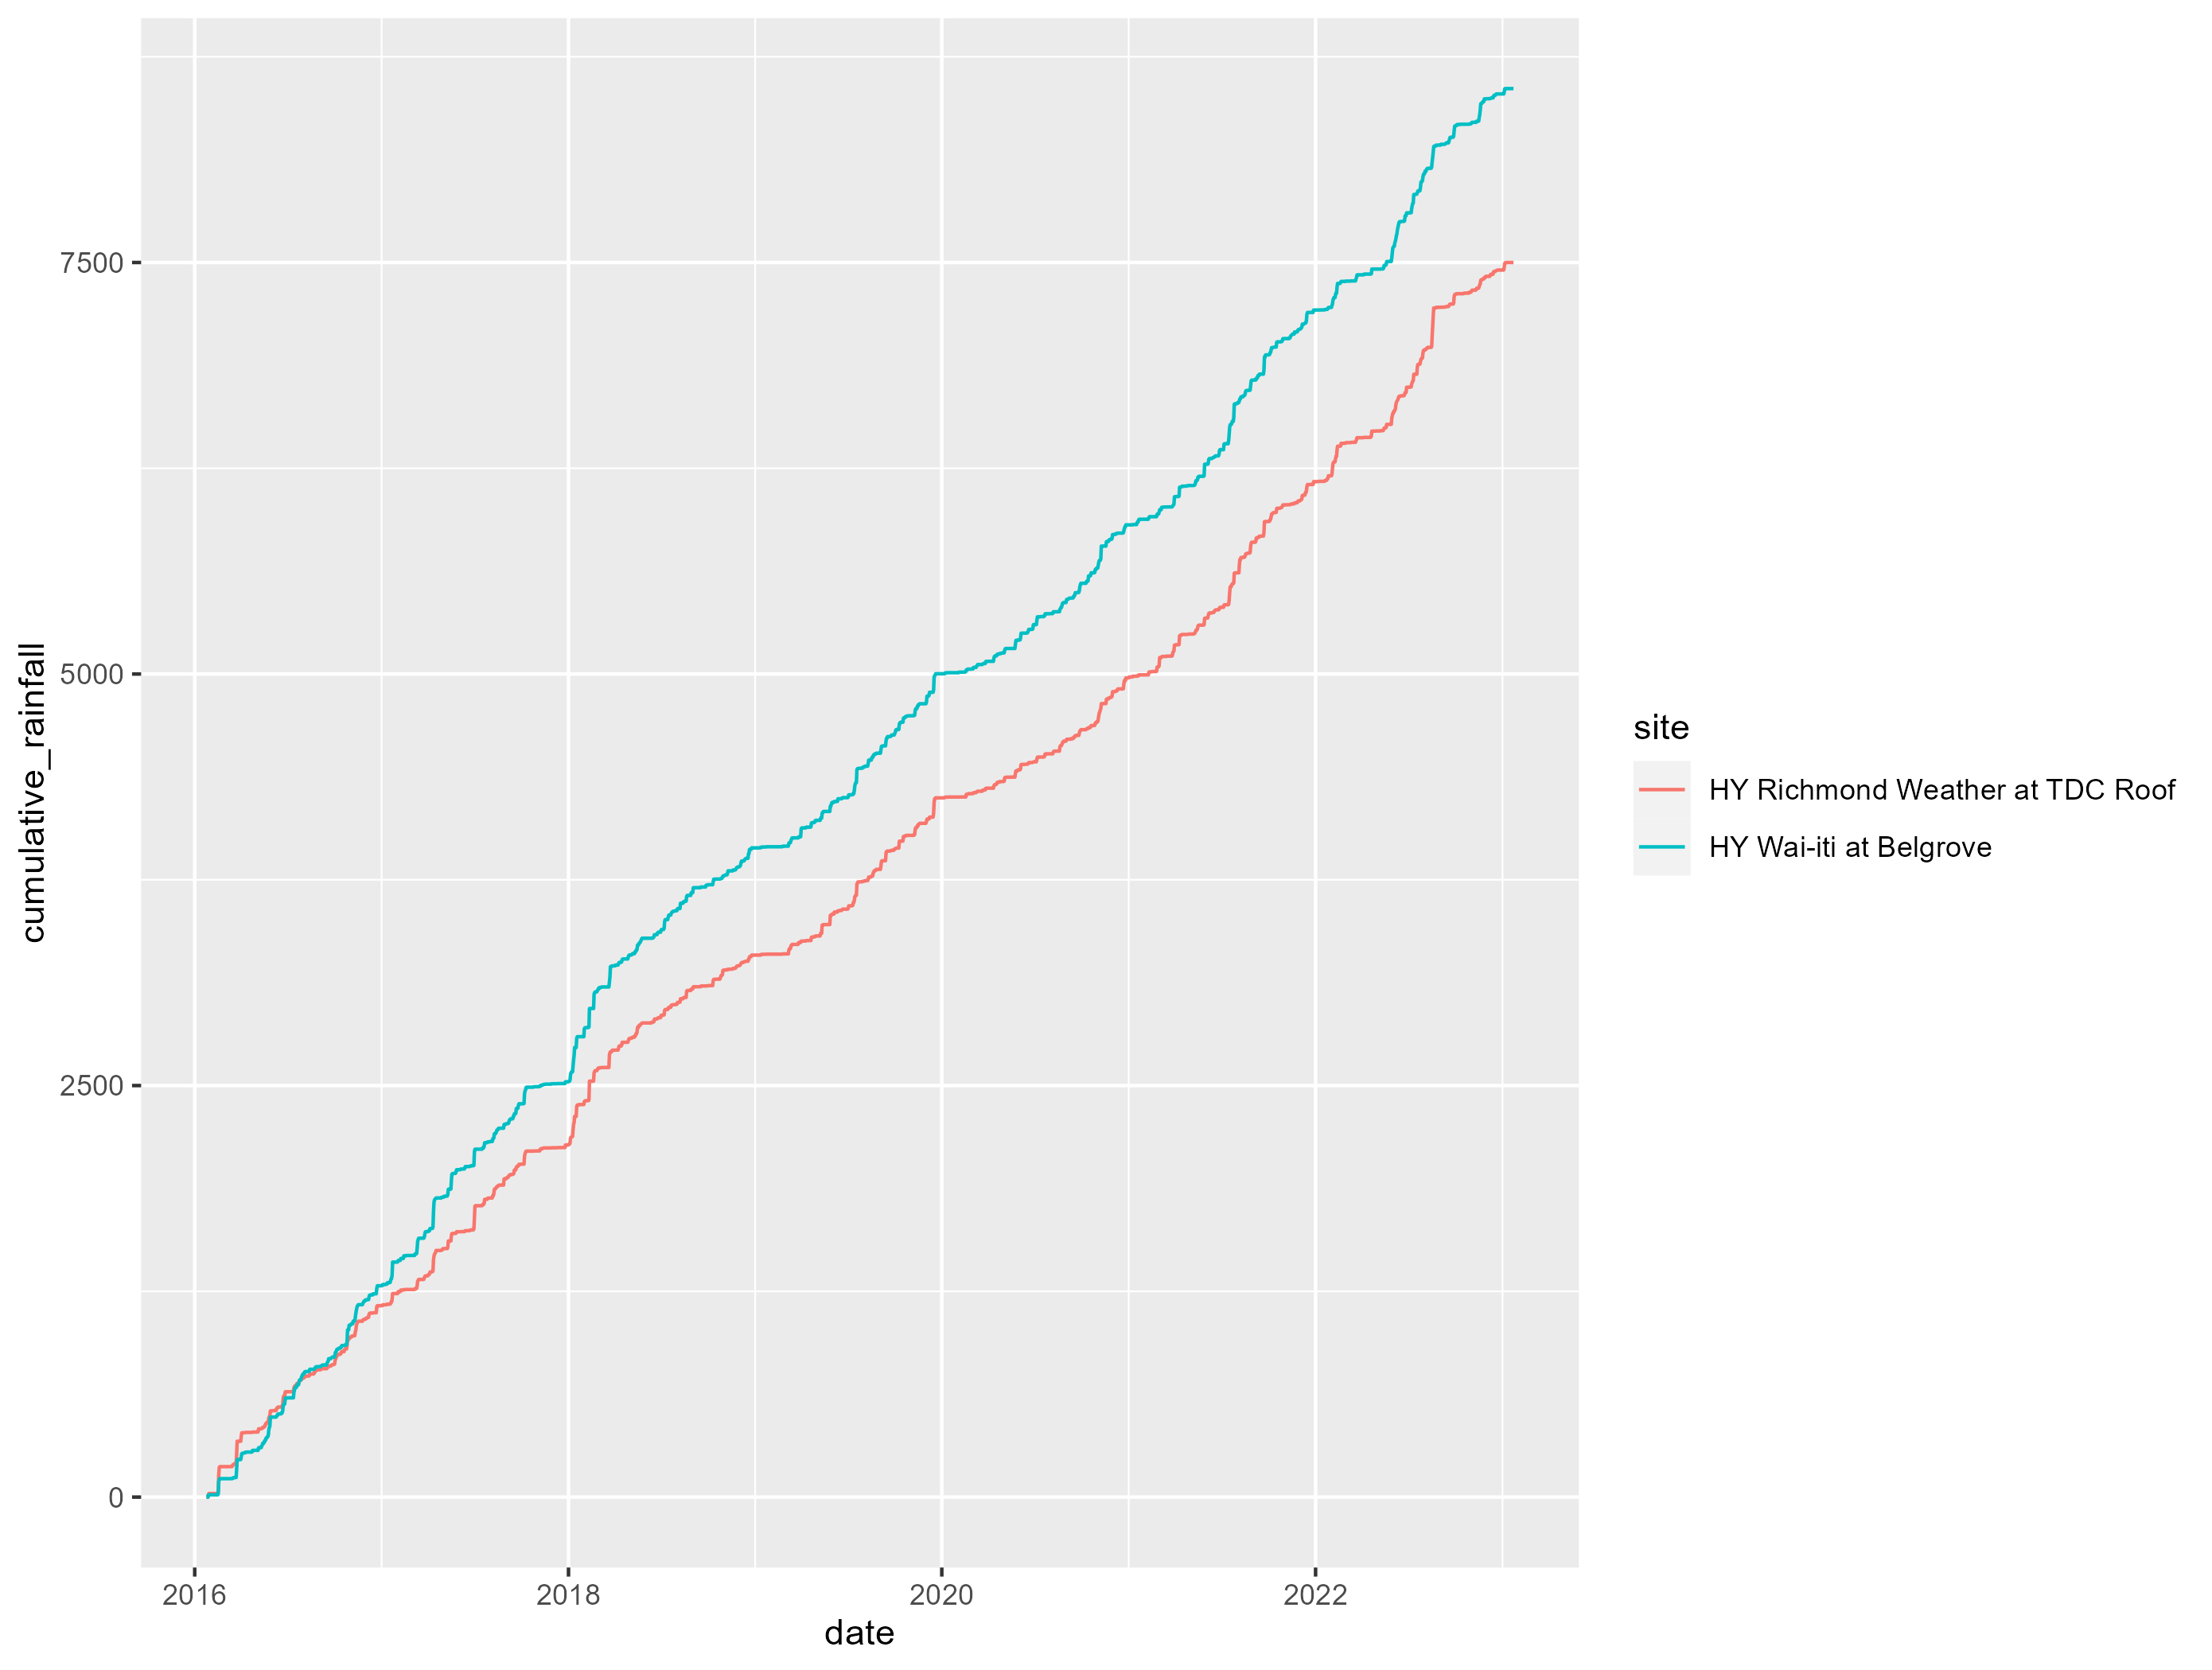 cumulative_rainfall
7500
5000
2500
0
2016
2018
2020
2022
date
site
HY Richmond Weather at TDC Roof
HY Wai-iti at Belgrove